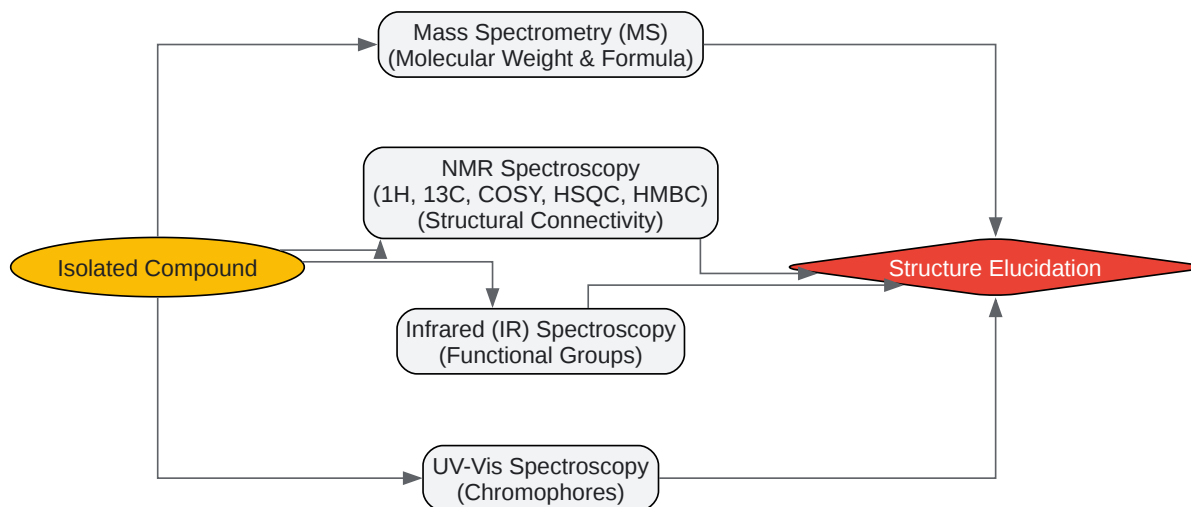 Mass Spectrometry (MS)
(Molecular Weight & Formula)
NMR Spectroscopy
(1H, 13C, COSY, HSQC, HMBC)
(Structural Connectivity)
Isolated Compound
Structure Elucidation
Infrared (IR) Spectroscopy
(Functional Groups)
UV-Vis Spectroscopy
(Chromophores)